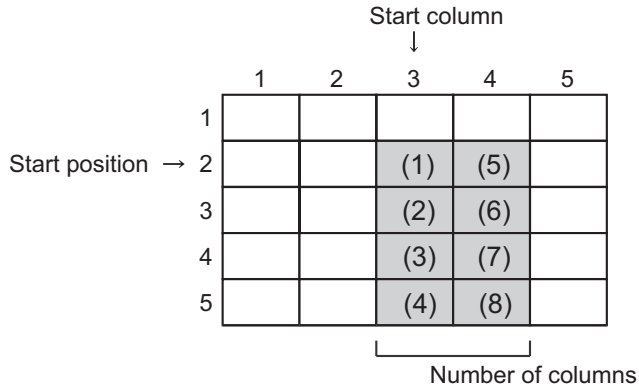 Start column
↓
1 2 3 4 5
1
Start position → 2 (1) (5)
3 (2) (6)
4 (3) (7)
5 (4) (8)
Number of columns